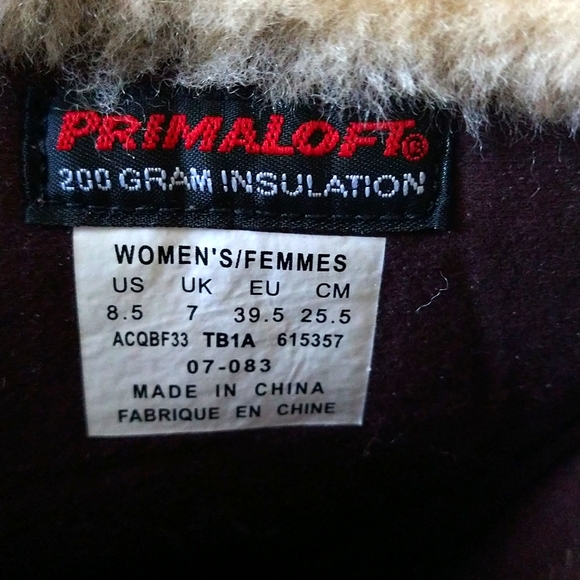 PRIMALOFT®
200 GRAM INSULATION
WOMEN'S/FEMMES
US UK EU CM
8.5 7 39.5 25.5
ACQBF33 TB1A 615357
07-083
MADE IN CHINA
FABRIQUE EN CHINE